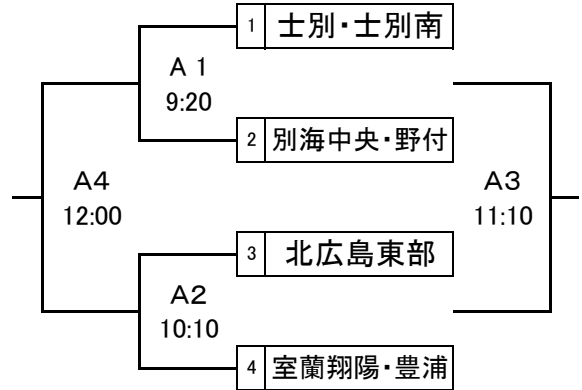 1 士別・士別南
A 1
9:20
2 別海中央・野付
A4
12:00
A3
11:10
3 北広島東部
A2
10:10
4 室蘭翔陽・豊浦